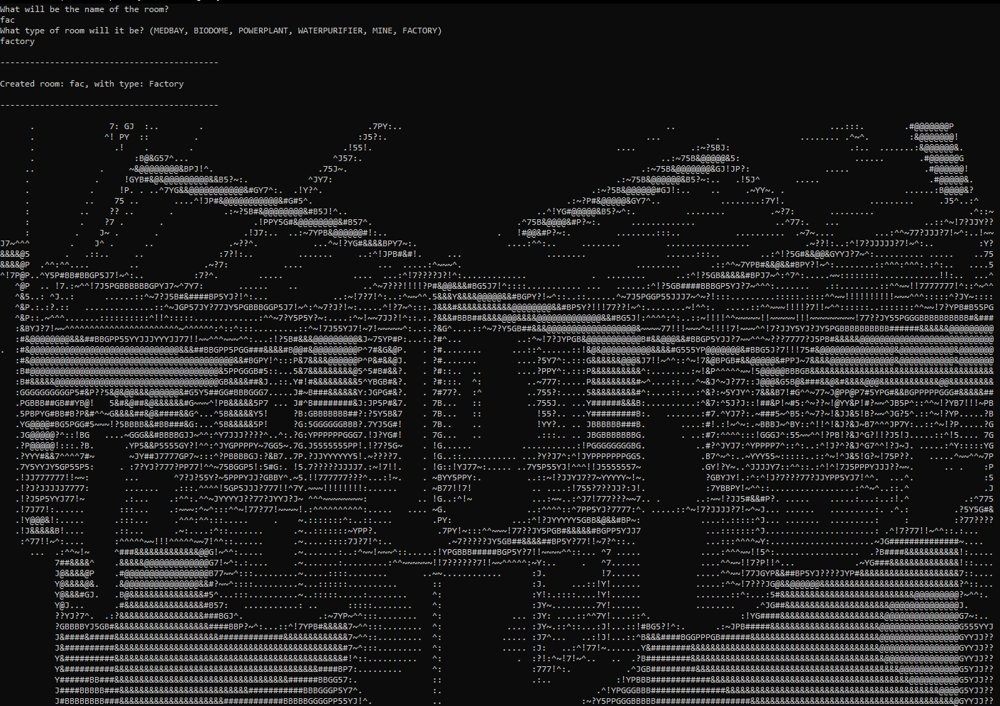 What will be the name of the room?
fac
What type of room will it be? (MEDBAY, BIODOME, POWERPLANT, WATERPURIFIER, MINE, FACTORY)
factory
--------------------------------------------
Created room: fac, with type: Factory
--------------------------------------------